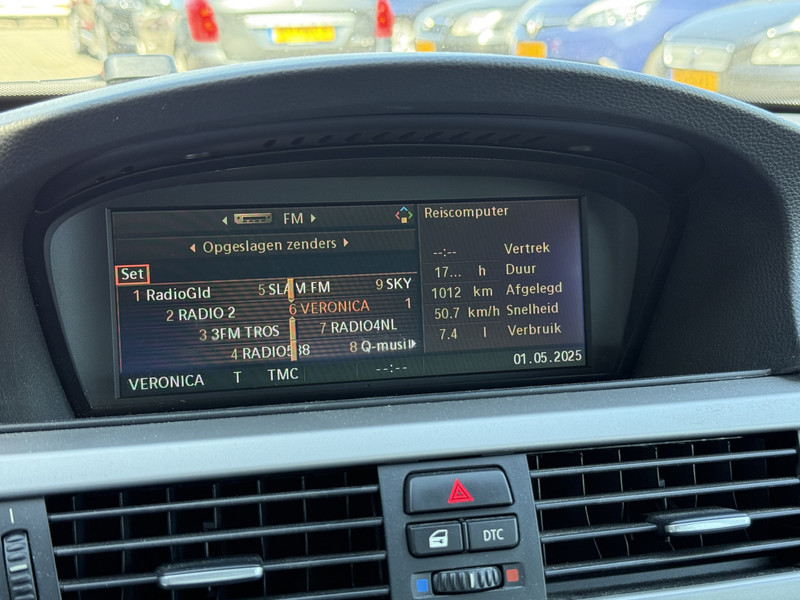 FM
Opgeslagen zenders
Set
1 RadioGld 5 SLAM FM 9 SKY
2 RADIO 2 6 VERONICA 1
3 3FM TROS 7 RADIO4NL
4 RADIO538 8 Q-musi
VERONICA T TMC --:--
Reiscomputer
--:-- Vertrek
17... h Duur
1012 km Afgelegd
50.7 km/h Snelheid
7.4 l Verbruik
01.05.2025
DTC